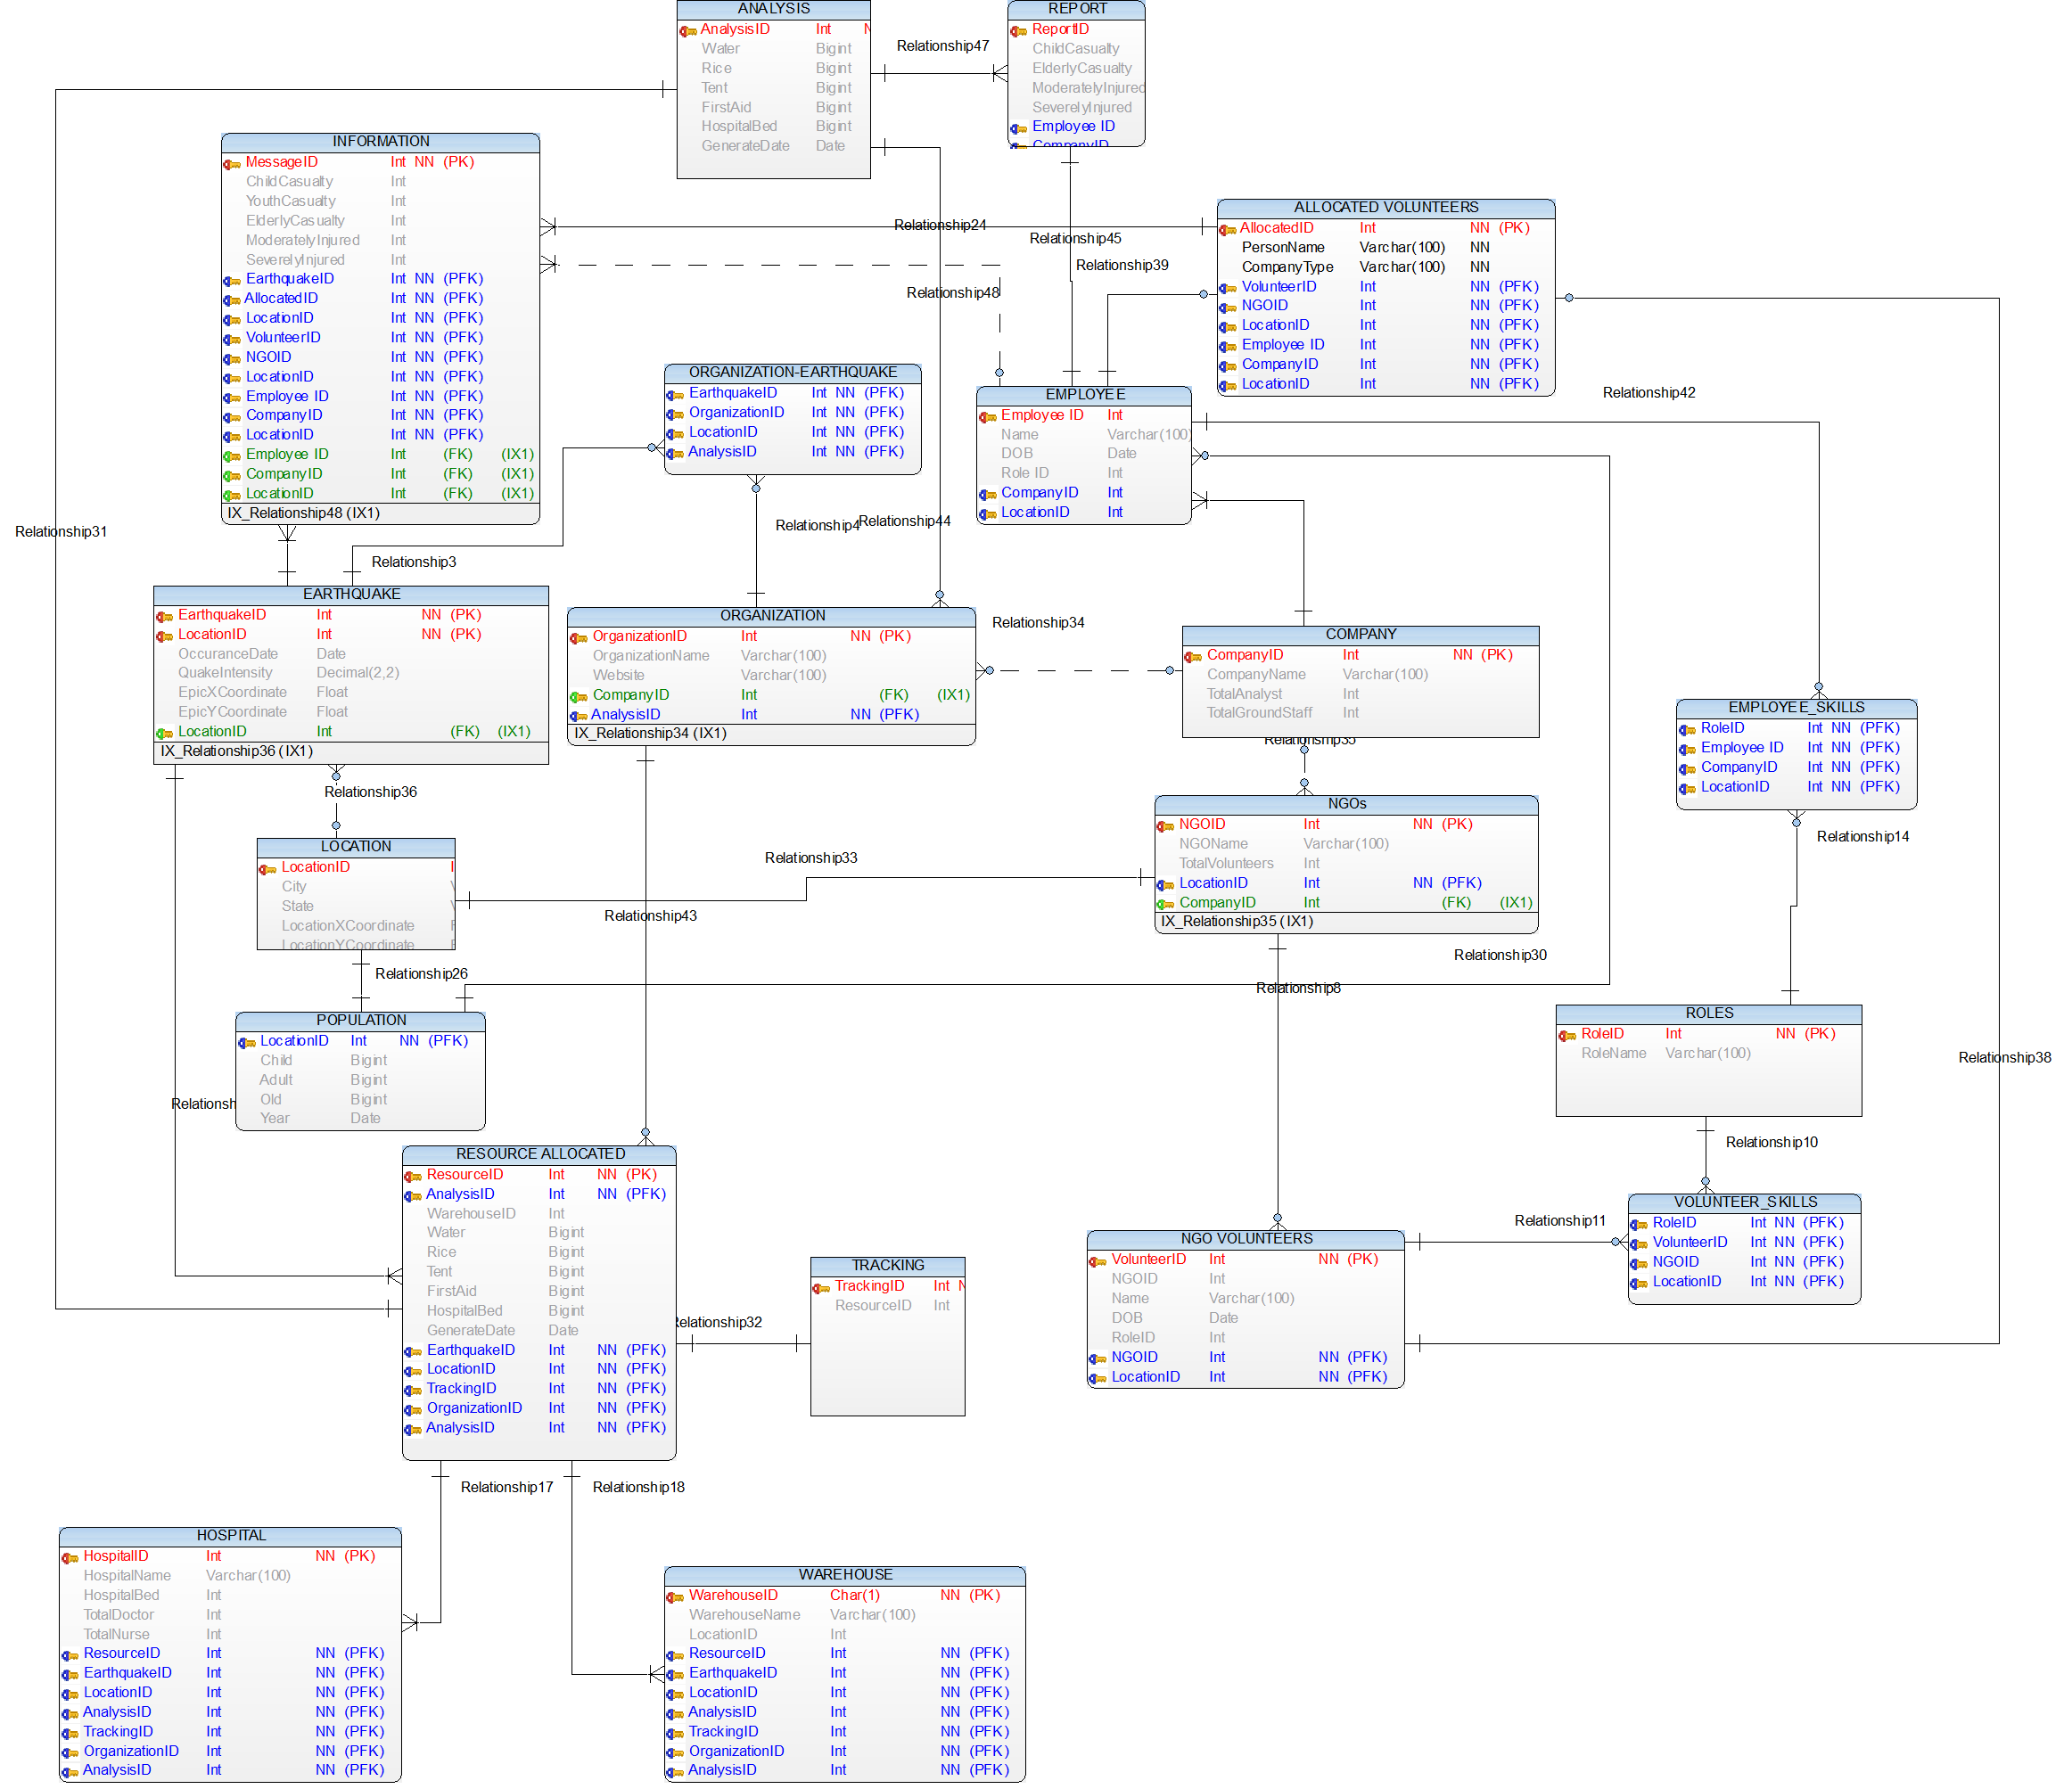 ANALYSIS
AnalysisID Int
Water Bigint
Rice Bigint
Tent Bigint
FirstAid Bigint
HospitalBed Bigint
GenerateDate Date
Relationship47
REPORT
ReportID
ChildCasualty
ElderlyCasualty
ModeratelyInjured
SeverelyInjured
Employee ID
CompanyID
INFORMATION
MessageID Int NN (PK)
ChildCasualty Int
YouthCasualty Int
ElderlyCasualty Int
ModeratelyInjured Int
SeverelyInjured Int
EarthquakeID Int NN (PFK)
AllocatedID Int NN (PFK)
LocationID Int NN (PFK)
VolunteerID Int NN (PFK)
NGOID Int NN (PFK)
LocationID Int NN (PFK)
Employee ID Int NN (PFK)
CompanyID Int NN (PFK)
LocationID Int NN (PFK)
Employee ID Int (FK) (IX1)
CompanyID Int (FK) (IX1)
LocationID Int (FK) (IX1)
IX_Relationship48 (IX1)
Relationship24
Relationship45
Relationship39
Relationship48
ALLOCATED VOLUNTEERS
AllocatedID Int NN (PK)
PersonName Varchar(100) NN
CompanyType Varchar(100) NN
VolunteerID Int NN (PFK)
NGOID Int NN (PFK)
LocationID Int NN (PFK)
Employee ID Int NN (PFK)
CompanyID Int NN (PFK)
LocationID Int NN (PFK)
Relationship42
ORGANIZATION-EARTHQUAKE
EarthquakeID Int NN (PFK)
OrganizationID Int NN (PFK)
LocationID Int NN (PFK)
AnalysisID Int NN (PFK)
EMPLOYEE
Employee ID Int
Name Varchar(100)
DOB Date
Role ID Int
CompanyID Int
LocationID Int
Relationship31
Relationship3
Relationship4
Relationship44
EARTHQUAKE
EarthquakeID Int NN (PK)
LocationID Int NN (PK)
OccuranceDate Date
QuakeIntensity Decimal(2,2)
EpicXCoordinate Float
EpicYCoordinate Float
LocationID Int (FK) (IX1)
IX_Relationship36 (IX1)
ORGANIZATION
OrganizationID Int NN (PK)
OrganizationName Varchar(100)
Website Varchar(100)
CompanyID Int (FK) (IX1)
AnalysisID Int NN (PFK)
IX_Relationship34 (IX1)
Relationship34
COMPANY
CompanyID Int NN (PK)
CompanyName Varchar(100)
TotalAnalyst Int
TotalGroundStaff Int
Relationship35
EMPLOYEE_SKILLS
RoleID Int NN (PFK)
Employee ID Int NN (PFK)
CompanyID Int NN (PFK)
LocationID Int NN (PFK)
Relationship14
Relationship36
LOCATION
LocationID
City
State
LocationXCoordinate
LocationYCoordinate
Relationship33
Relationship43
NGOs
NGOID Int NN (PK)
NGOName Varchar(100)
TotalVolunteers Int
LocationID Int NN (PFK)
CompanyID Int (FK) (IX1)
IX_Relationship35 (IX1)
Relationship30
Relationship8
Relationship26
POPULATION
LocationID Int NN (PFK)
Child Bigint
Adult Bigint
Old Bigint
Year Date
ROLES
RoleID Int NN (PK)
RoleName Varchar(100)
Relationship38
Relationship10
RESOURCE ALLOCATED
ResourceID Int NN (PK)
AnalysisID Int NN (PFK)
WarehouseID Int
Water Bigint
Rice Bigint
Tent Bigint
FirstAid Bigint
HospitalBed Bigint
GenerateDate Date
EarthquakeID Int NN (PFK)
LocationID Int NN (PFK)
TrackingID Int NN (PFK)
OrganizationID Int NN (PFK)
AnalysisID Int NN (PFK)
Relationship32
TRACKING
TrackingID Int
ResourceID Int
NGO VOLUNTEERS
VolunteerID Int NN (PK)
NGOID Int
Name Varchar(100)
DOB Date
RoleID Int
NGOID Int NN (PFK)
LocationID Int NN (PFK)
Relationship11
VOLUNTEER_SKILLS
RoleID Int NN (PFK)
VolunteerID Int NN (PFK)
NGOID Int NN (PFK)
LocationID Int NN (PFK)
Relationship17
Relationship18
HOSPITAL
HospitalID Int NN (PK)
HospitalName Varchar(100)
HospitalBed Int
TotalDoctor Int
TotalNurse Int
ResourceID Int NN (PFK)
EarthquakeID Int NN (PFK)
LocationID Int NN (PFK)
AnalysisID Int NN (PFK)
TrackingID Int NN (PFK)
OrganizationID Int NN (PFK)
AnalysisID Int NN (PFK)
WAREHOUSE
WarehouseID Char(1) NN (PK)
WarehouseName Varchar(100)
LocationID Int
ResourceID Int NN (PFK)
EarthquakeID Int NN (PFK)
LocationID Int NN (PFK)
AnalysisID Int NN (PFK)
TrackingID Int NN (PFK)
OrganizationID Int NN (PFK)
AnalysisID Int NN (PFK)